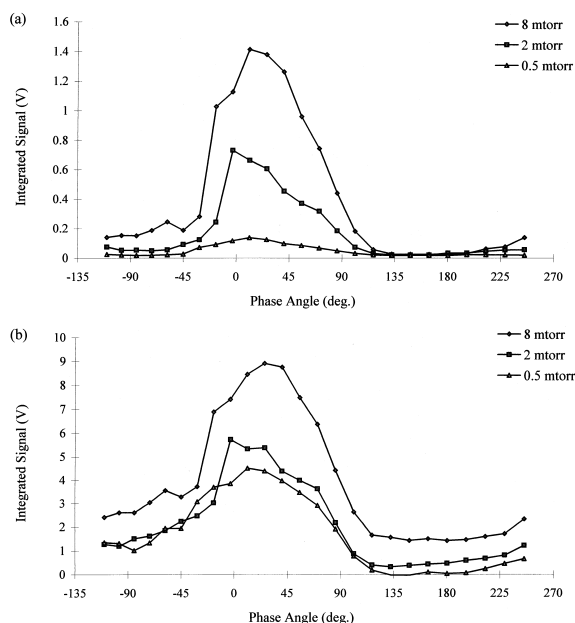 (a)
8 mtorr
2 mtorr
0.5 mtorr
Integrated Signal (V)
1.6
1.4
1.2
1
0.8
0.6
0.4
0.2
0
-135 -90 -45 0 45 90 135 180 225 270
Phase Angle (deg.)
(b)
8 mtorr
2 mtorr
0.5 mtorr
Integrated Signal (V)
10
9
8
7
6
5
4
3
2
1
0
-135 -90 -45 0 45 90 135 180 225 270
Phase Angle (deg.)